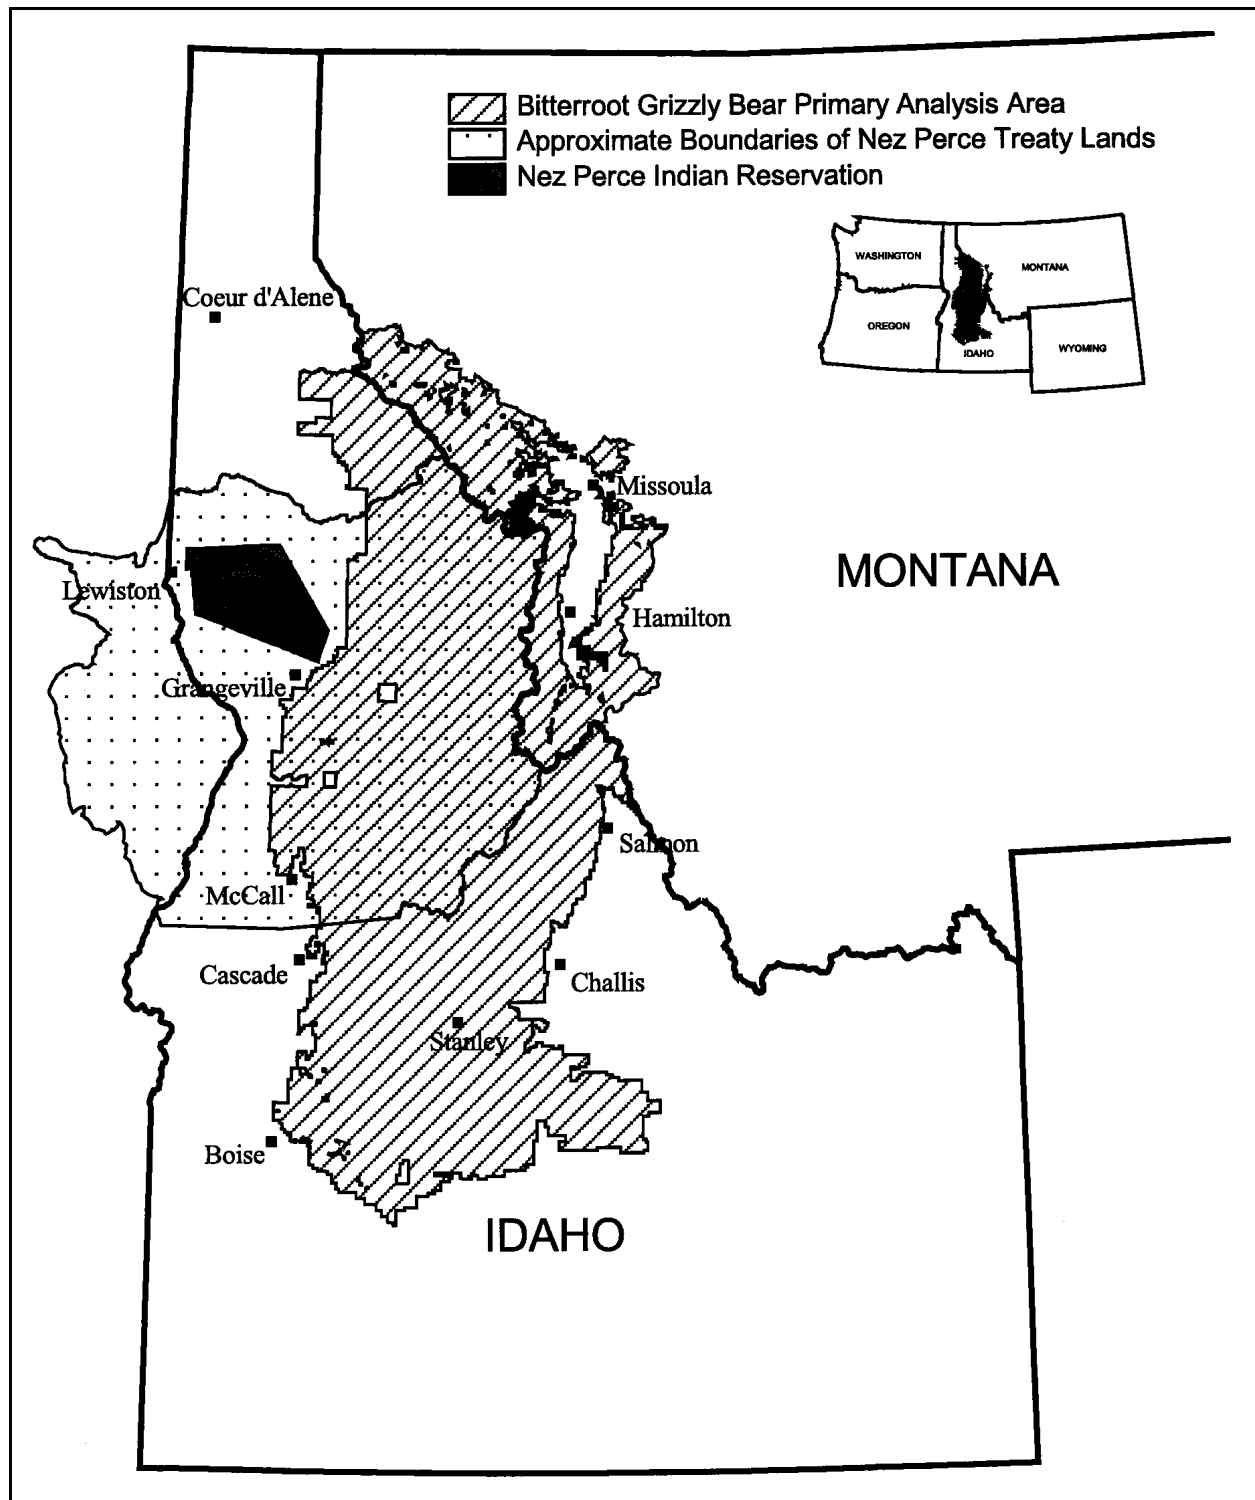 Bitterroot Grizzly Bear Primary Analysis Area
Approximate Boundaries of Nez Perce Treaty Lands
Nez Perce Indian Reservation
WASHINGTON
MONTANA
OREGON
IDAHO
WYOMING
Coeur d'Alene
Missoula
MONTANA
Lewiston
Hamilton
Grangeville
Salmon
McCall
Cascade
Challis
Stanley
Boise
IDAHO